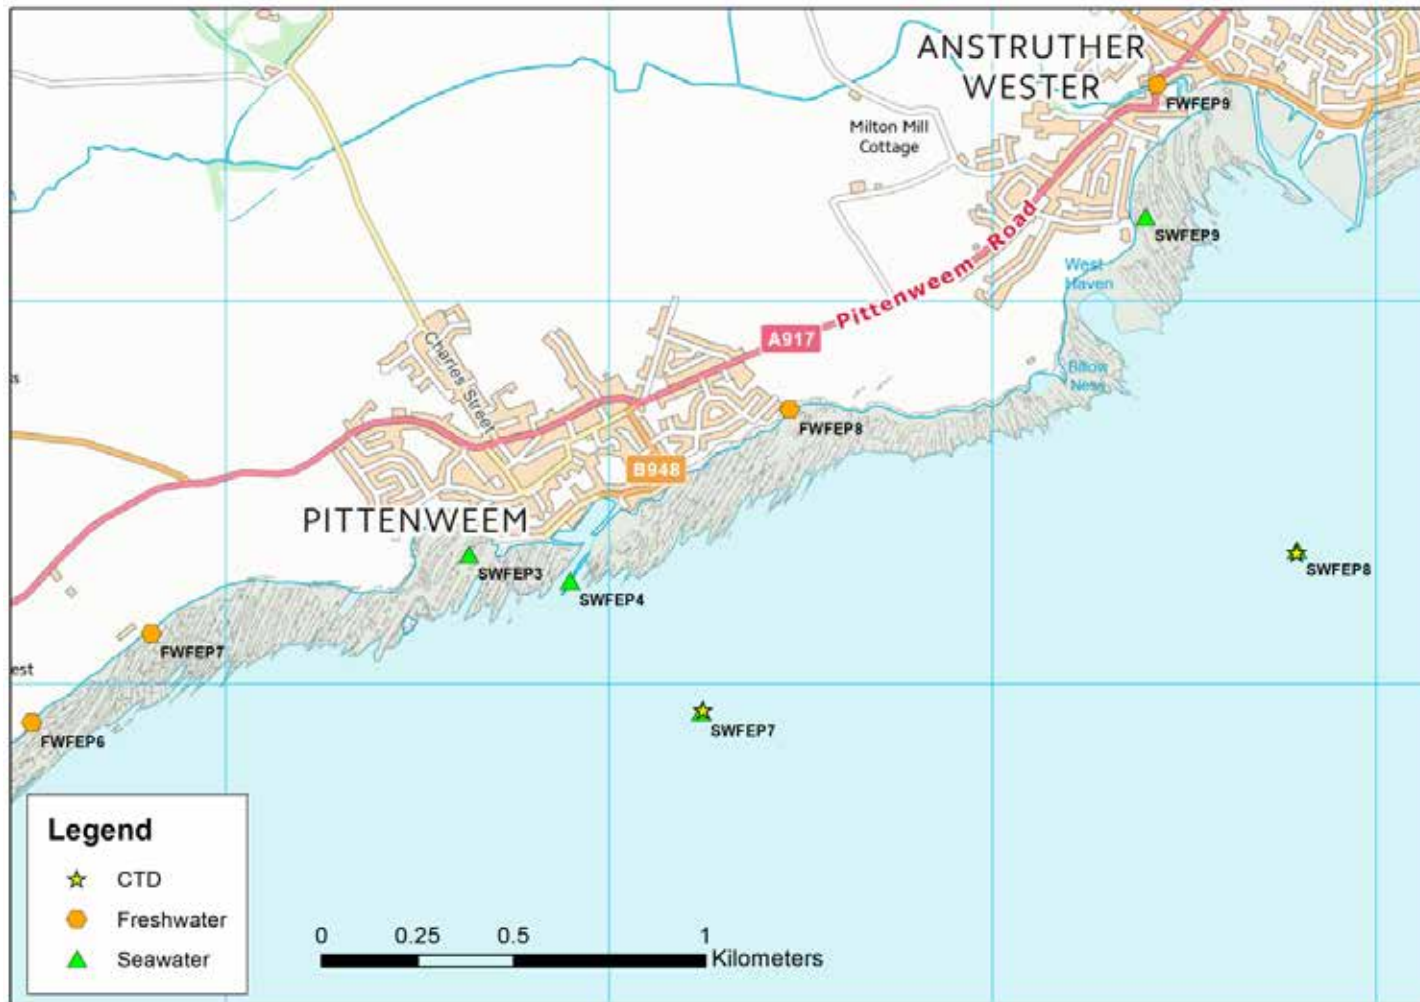 ANSTRUTHER
WESTER
FWFEP9
Milton Mill
Cottage
SWFEP9
West
Haven
Pittenweem Road
A917
Charles Street
Billow
Ness
s
FWFEP8
B948
PITTENWEEM
SWFEP3
SWFEP4
SWFEP8
FWFEP7
est
SWFEP7
FWFEP6
Legend
CTD
Freshwater
Seawater
0 0.25 0.5 1
Kilometers